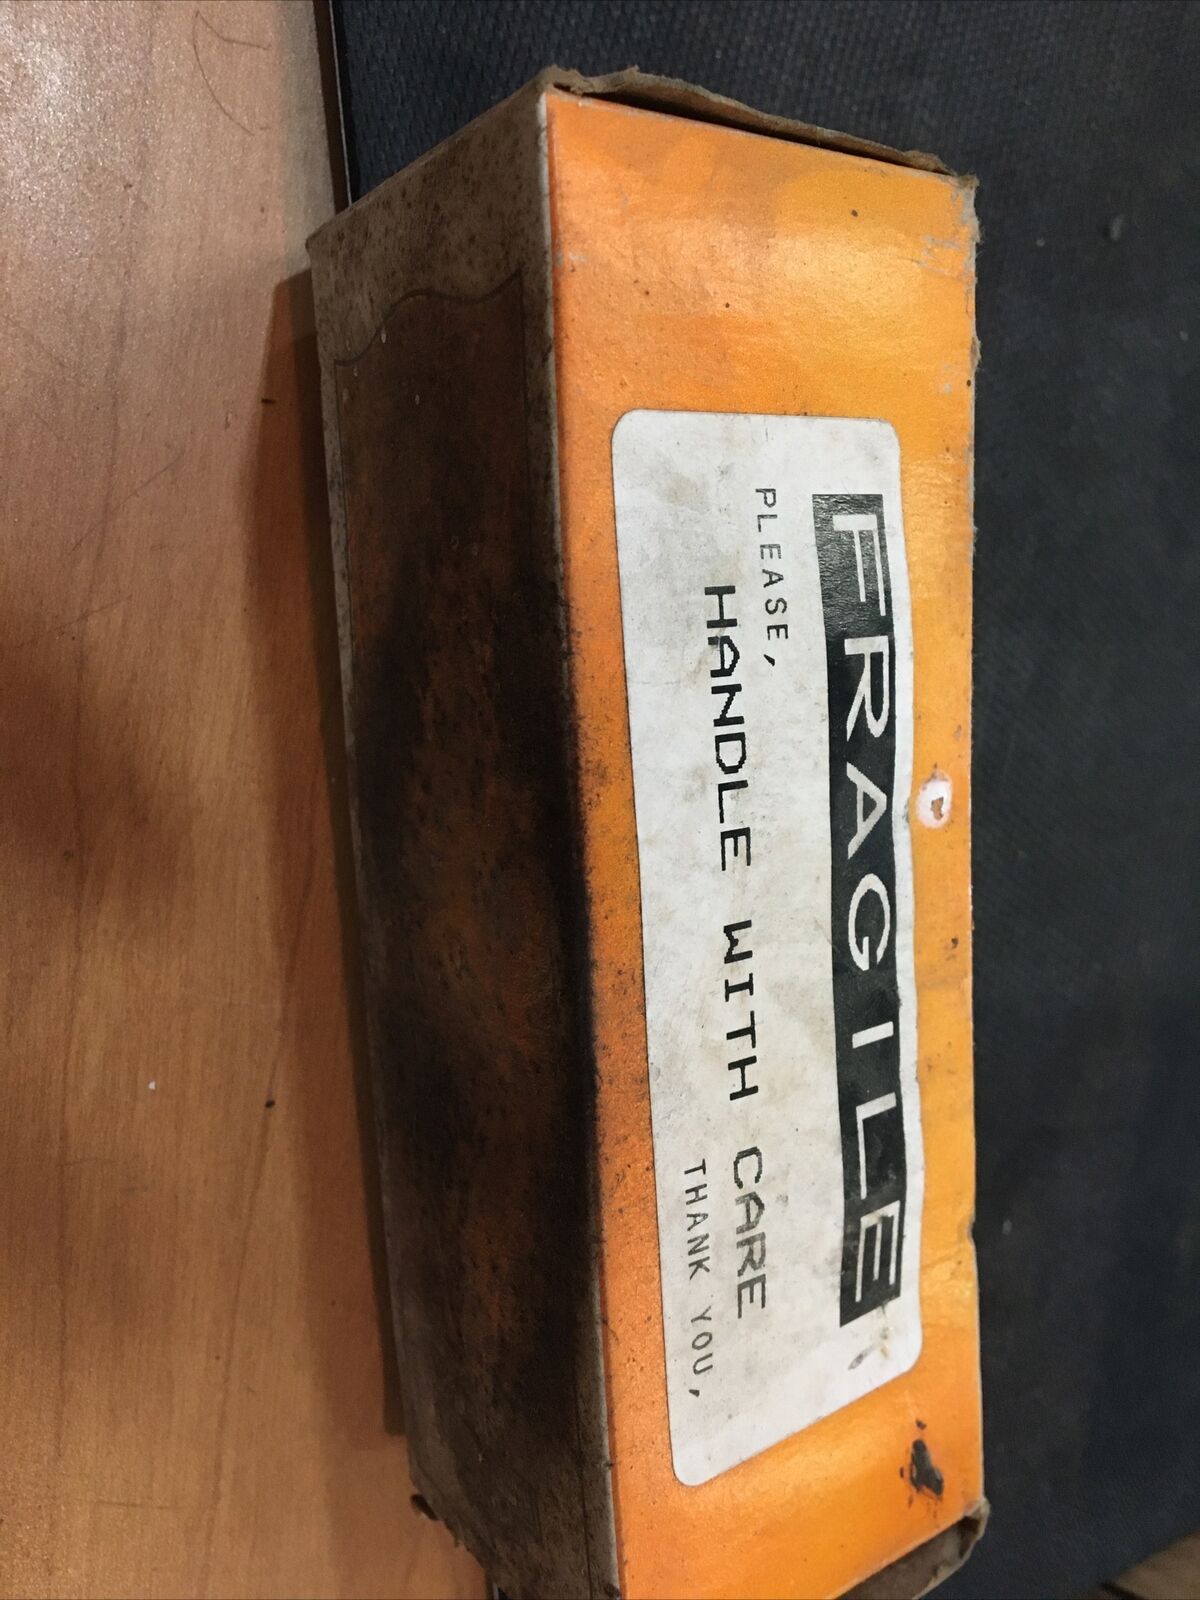 FRAGILE
PLEASE,
HANDLE WITH CARE
THANK YOU,